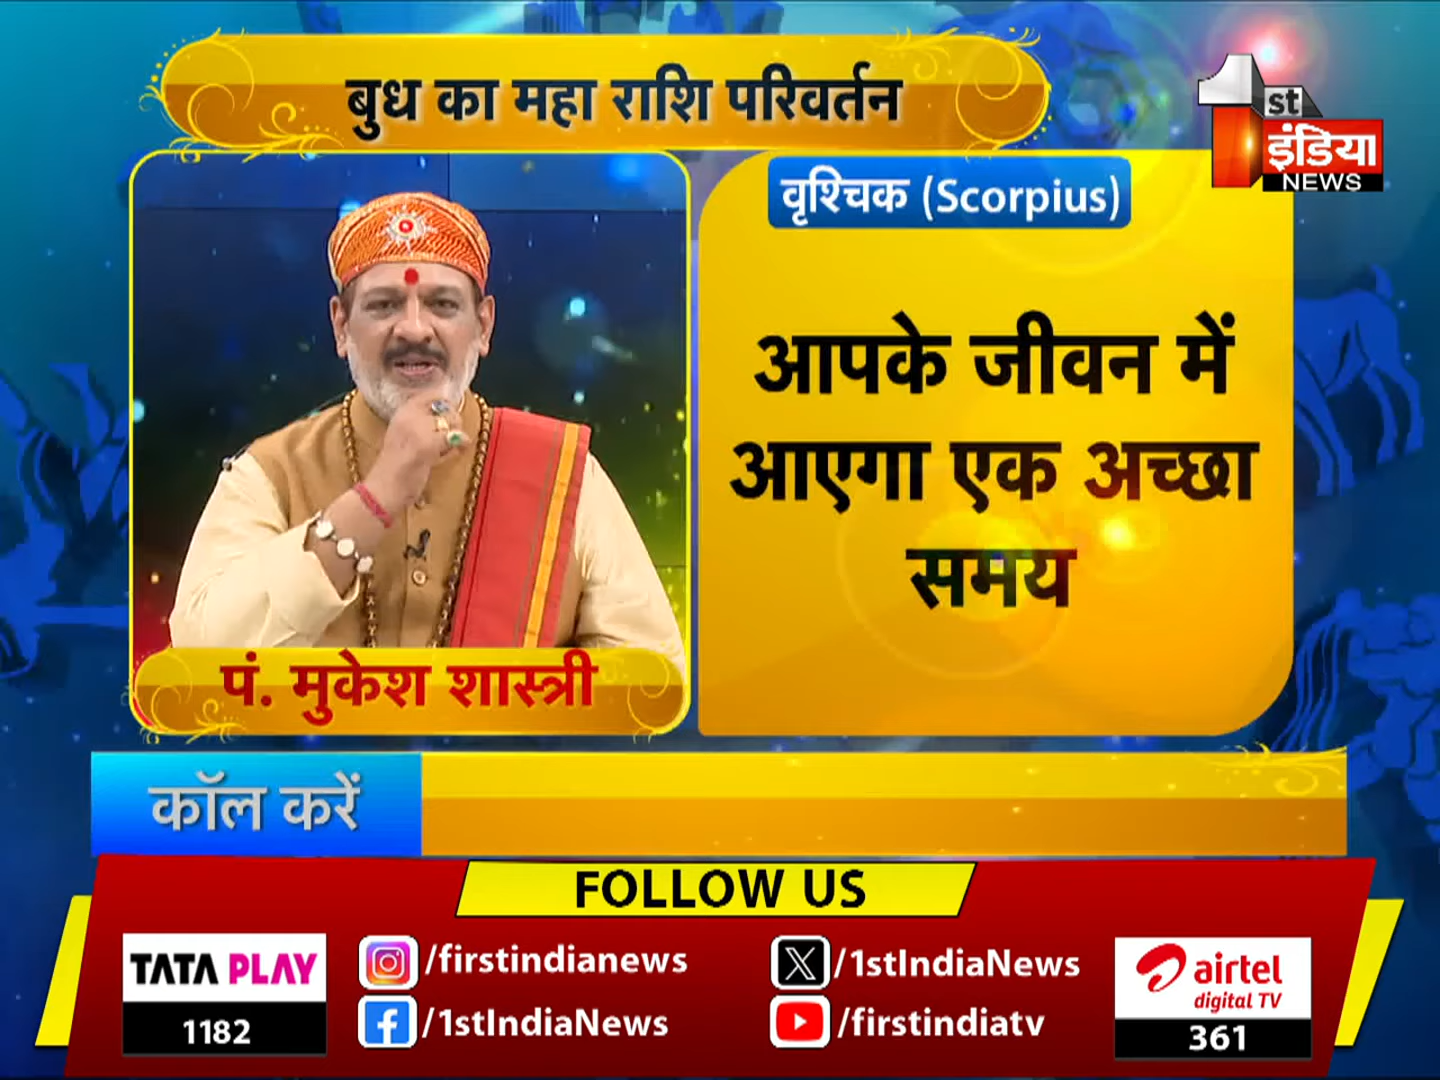 बुध का महा राशि परिवर्तन
1st
इंडिया
NEWS
वृश्चिक (Scorpius)
आपके जीवन में
आएगा एक अच्छा
समय
पं. मुकेश शास्त्री
कॉल करें
FOLLOW US
TATA PLAY
1182
/firstindianews
/1stIndiaNews
/1stIndiaNews
/firstindiatv
airtel
digital TV
361